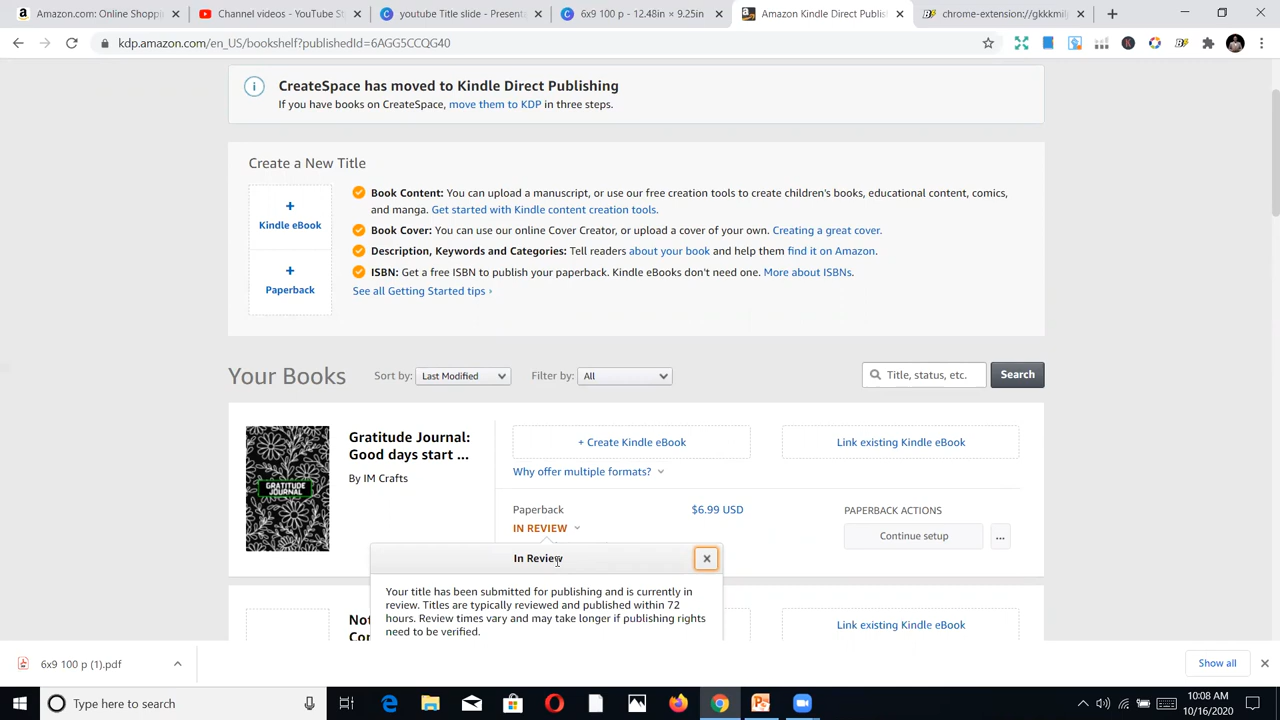 Amazon.com: Online Shoppi
Channel videos - YouTube S
youtube Title slide - Presenta
6x9 100 p - 12.48in × 9.25in
Amazon Kindle Direct Publish
chrome-extension://gkkkmilj
kdp.amazon.com/en_US/bookshelf?publishedId=6AGG5CCQG40
CreateSpace has moved to Kindle Direct Publishing
If you have books on CreateSpace, move them to KDP in three steps.
Create a New Title
+
Kindle eBook
+
Paperback
Book Content: You can upload a manuscript, or use our free creation tools to create children's books, educational content, comics,
and manga. Get started with Kindle content creation tools.
Book Cover: You can use our online Cover Creator, or upload a cover of your own. Creating a great cover.
Description, Keywords and Categories: Tell readers about your book and help them find it on Amazon.
ISBN: Get a free ISBN to publish your paperback. Kindle eBooks don't need one. More about ISBNs.
See all Getting Started tips ›
Your Books
Sort by: Last Modified
Filter by: All
Title, status, etc.
Search
GRATITUDE
JOURNAL
Gratitude Journal:
Good days start ...
By IM Crafts
+ Create Kindle eBook
Link existing Kindle eBook
Why offer multiple formats?
Paperback
$6.99 USD
IN REVIEW
PAPERBACK ACTIONS
Continue setup
...
In Review
Your title has been submitted for publishing and is currently in
review. Titles are typically reviewed and published within 72
hours. Review times vary and may take longer if publishing rights
need to be verified.
Link existing Kindle eBook
6x9 100 p (1).pdf
Show all
Type here to search
10:08 AM
10/16/2020